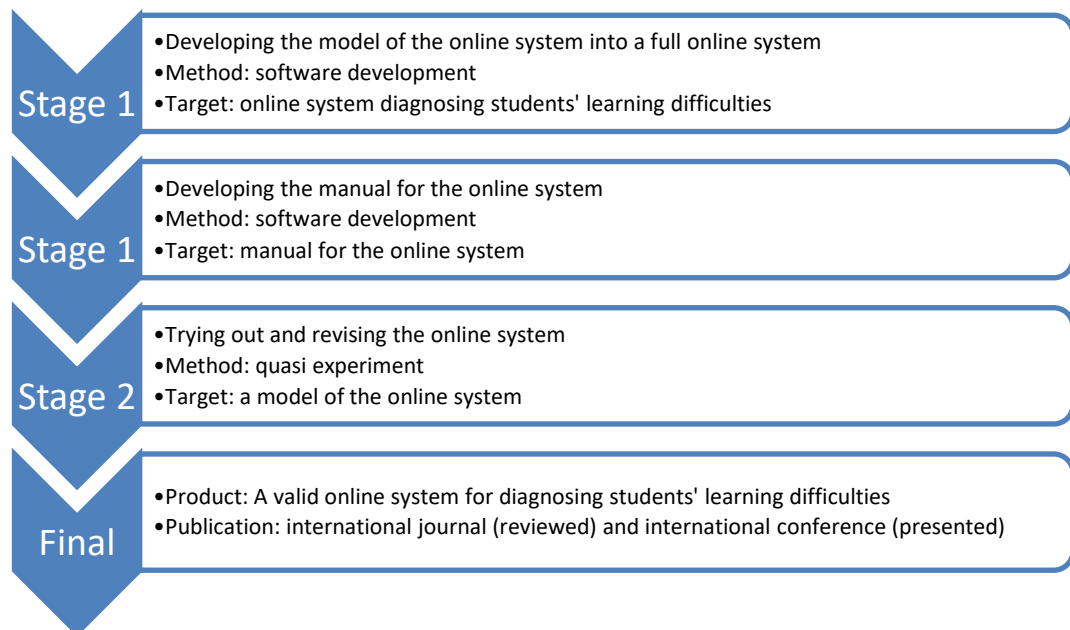 Stage 1
•Developing the model of the online system into a full online system
•Method: software development
•Target: online system diagnosing students' learning difficulties
Stage 1
•Developing the manual for the online system
•Method: software development
•Target: manual for the online system
Stage 2
•Trying out and revising the online system
•Method: quasi experiment
•Target: a model of the online system
Final
•Product: A valid online system for diagnosing students' learning difficulties
•Publication: international journal (reviewed) and international conference (presented)